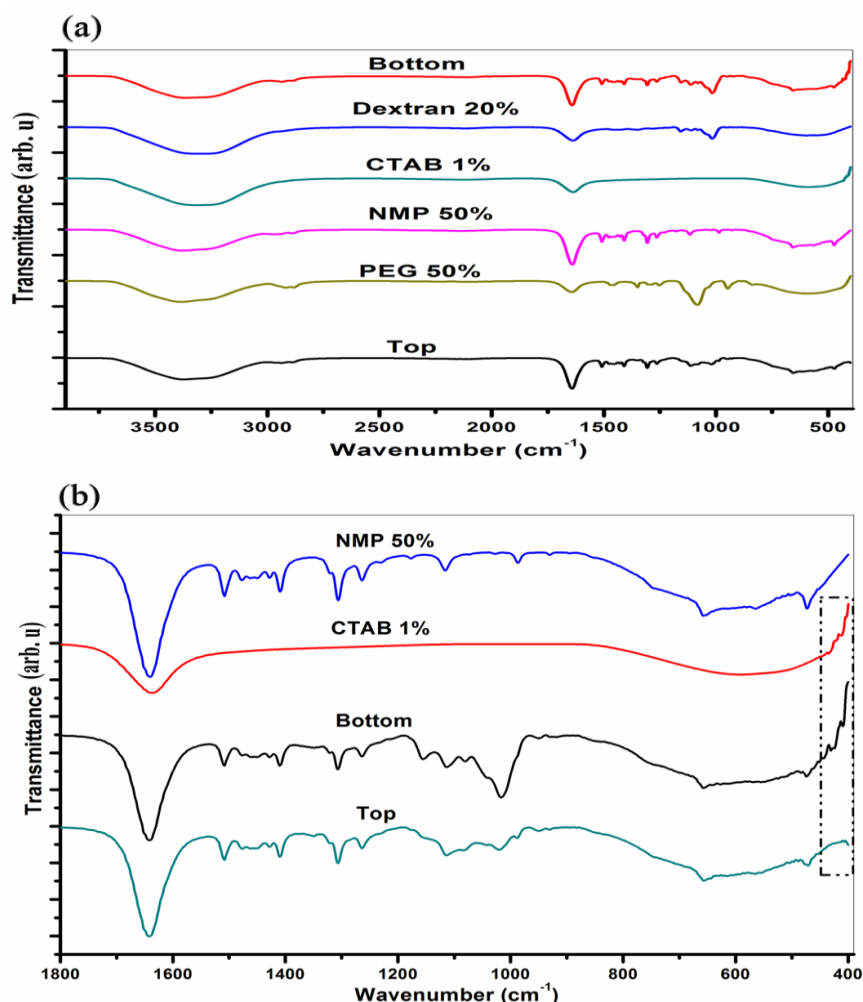 (a)
Bottom
Dextran 20%
CTAB 1%
NMP 50%
PEG 50%
Top
Transmittance (arb. u)
3500 3000 2500 2000 1500 1000 500
Wavenumber (cm⁻¹)
(b)
NMP 50%
CTAB 1%
Bottom
Top
Transmittance (arb. u)
1800 1600 1400 1200 1000 800 600 400
Wavenumber (cm⁻¹)